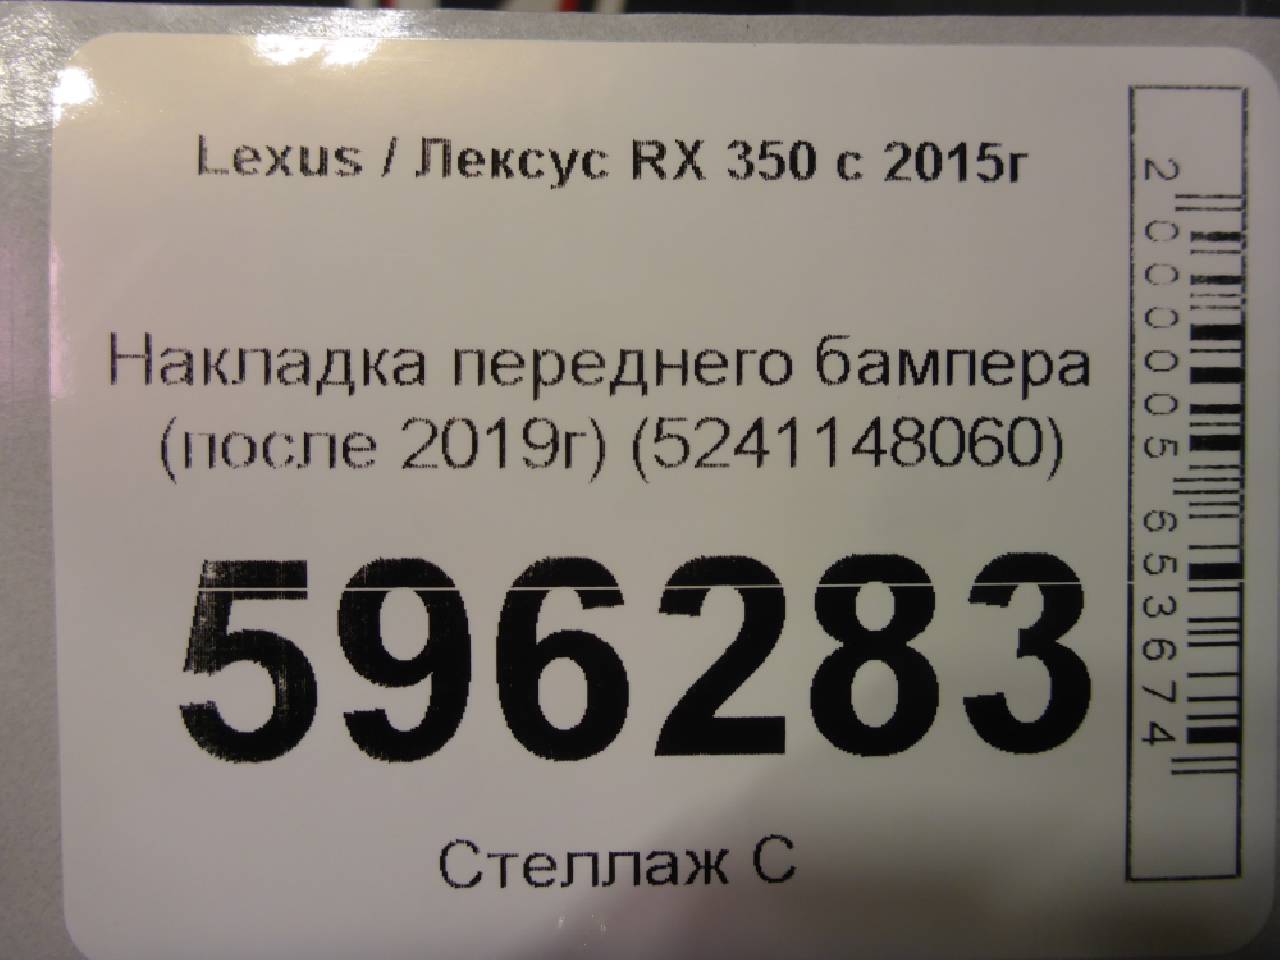 Lexus / Лексус RX 350 с 2015г
Накладка переднего бампера
(после 2019г) (5241148060)
596283
Стеллаж С
2000005653674